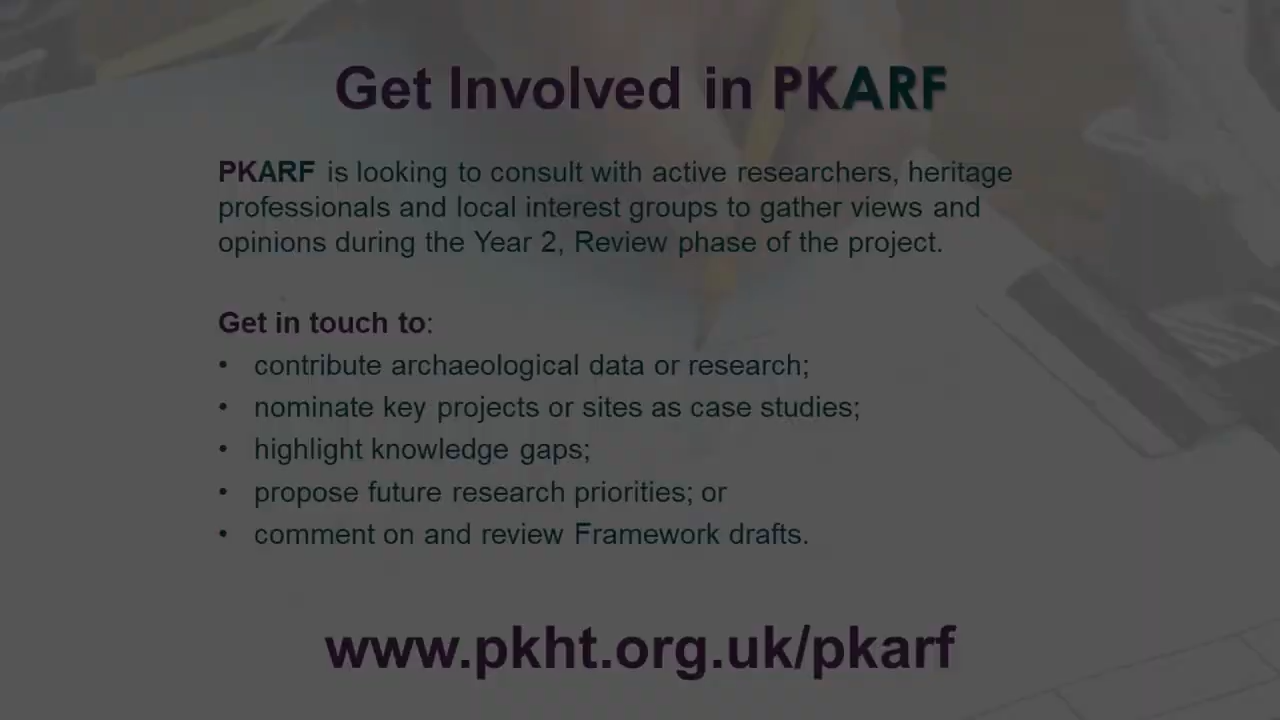 Get Involved in PKARF
PKARF is looking to consult with active researchers, heritage
professionals and local interest groups to gather views and
opinions during the Year 2, Review phase of the project.
Get in touch to:
• contribute archaeological data or research;
• nominate key projects or sites as case studies;
• highlight knowledge gaps;
• propose future research priorities; or
• comment on and review Framework drafts.
www.pkht.org.uk/pkarf